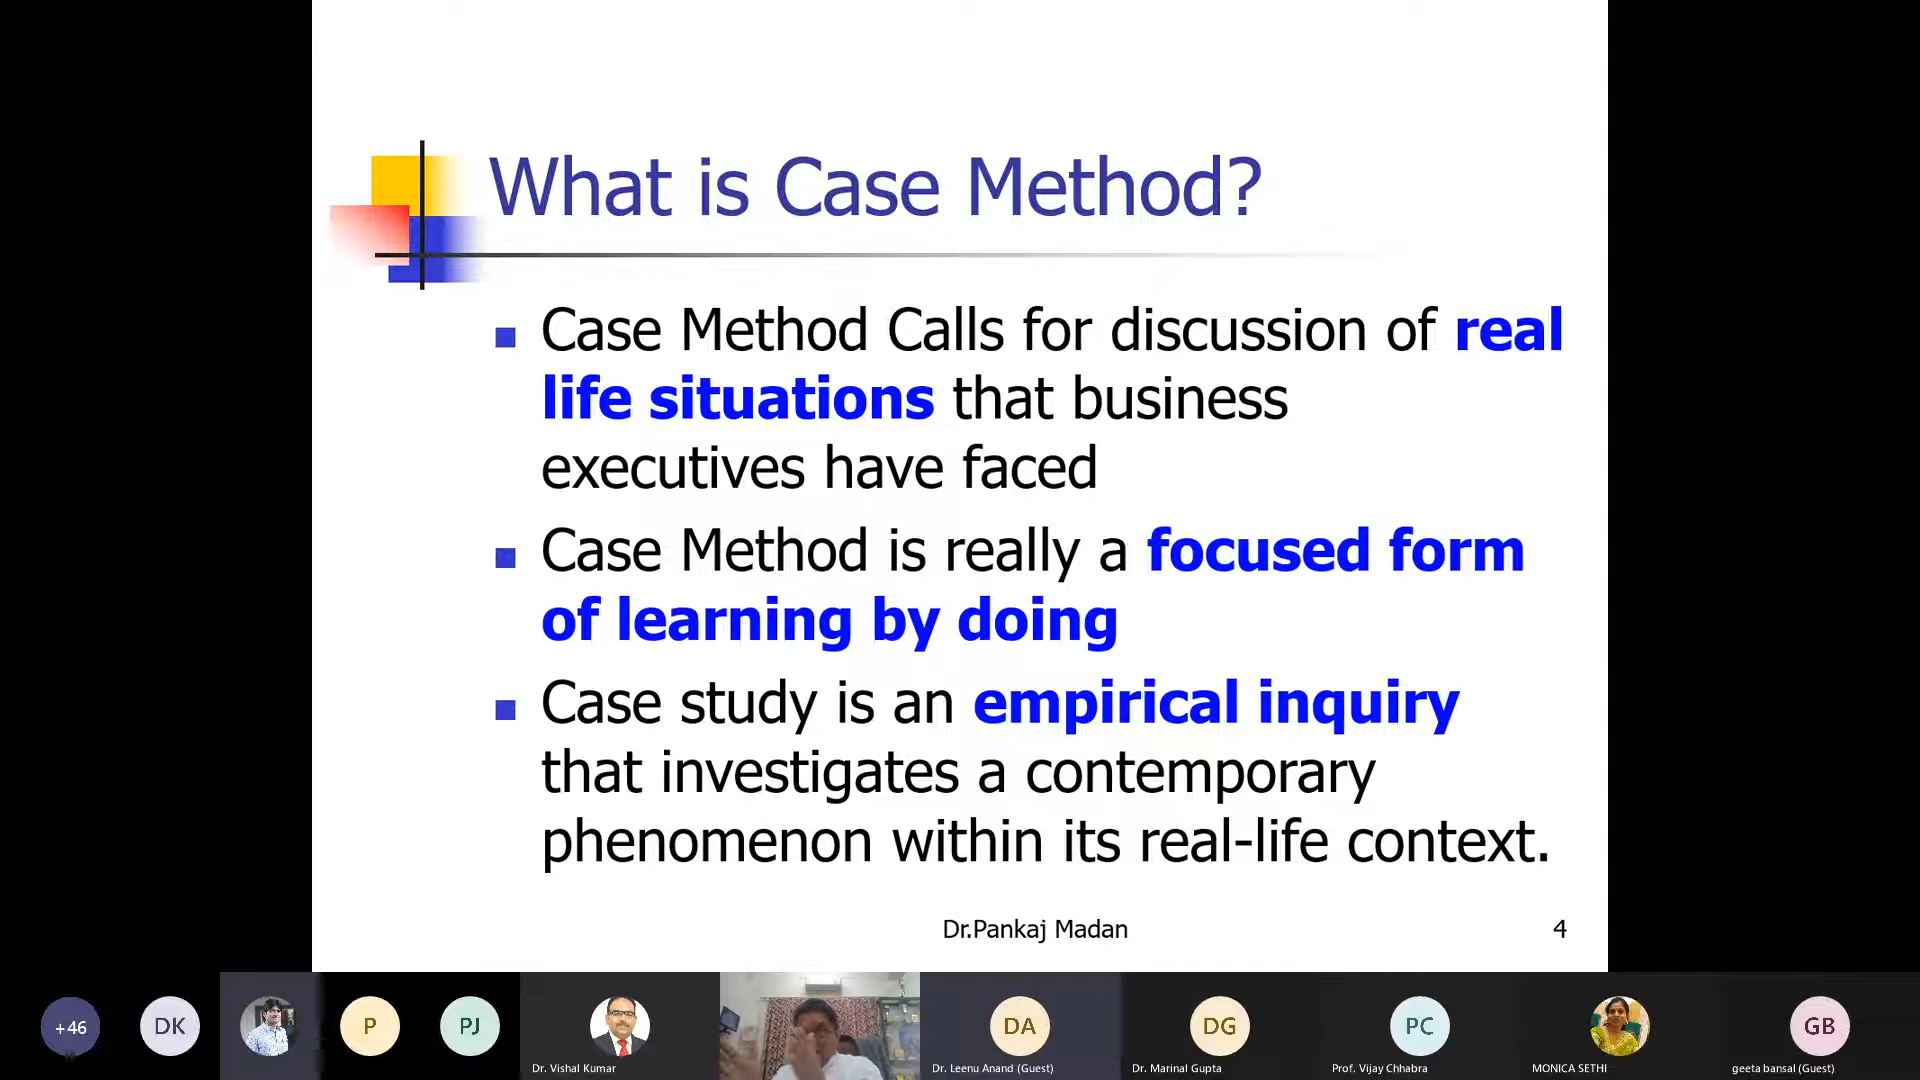 What is Case Method?
Case Method Calls for discussion of real
life situations that business
executives have faced
Case Method is really a focused form
of learning by doing
Case study is an empirical inquiry
that investigates a contemporary
phenomenon within its real-life context.
Dr.Pankaj Madan
4
+46
DK
P
PJ
Dr. Vishal Kumar
DA
Dr. Leenu Anand (Guest)
DG
Dr. Marinal Gupta
PC
Prof. Vijay Chhabra
MONICA SETHI
GB
geeta bansal (Guest)